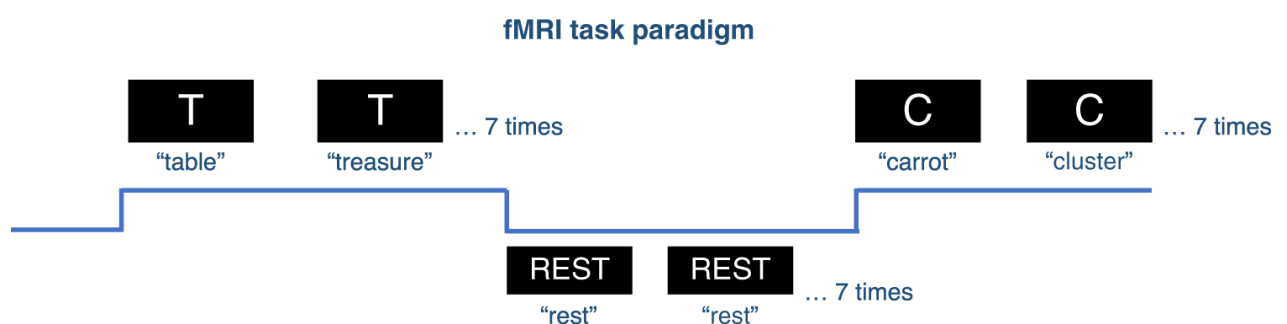 fMRI task paradigm
T T … 7 times
“table” “treasure”
C C … 7 times
“carrot” “cluster”
REST REST … 7 times
“rest” “rest”